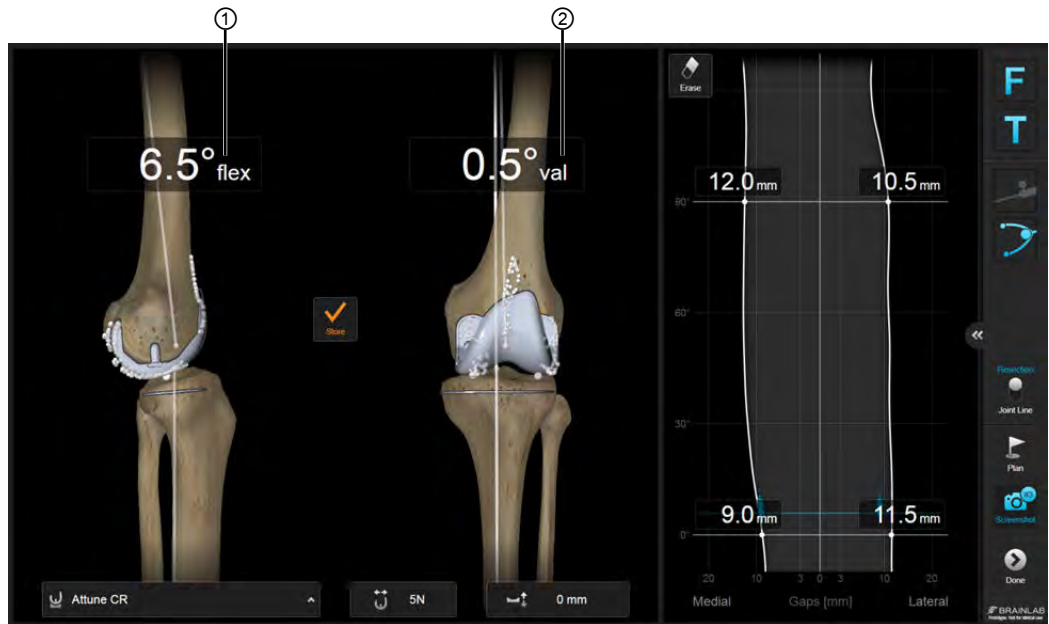 ① ②
Erase
F
T
6.5° flex
0.5° val
12.0 mm 10.5 mm
90°
Store
60°
Resection
Joint Line
30°
Plan
9.0 mm 11.5 mm
Screenshot
0°
20 10 3 0 3 10 20
Medial Gaps [mm] Lateral
Done
Attune CR
5N
0 mm
BRAINLAB